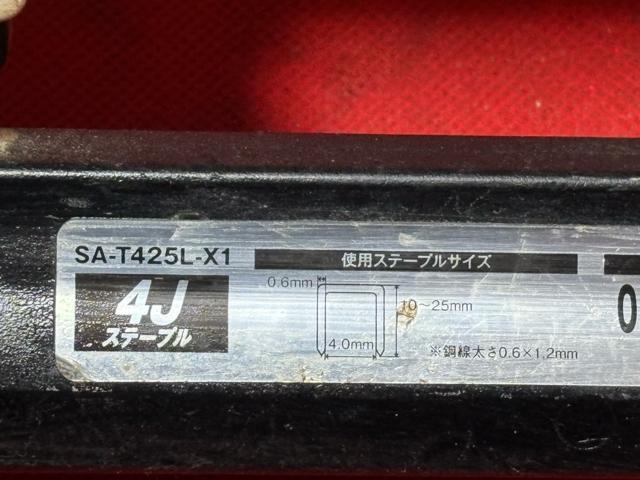 SA-T425L-X1
使用ステープルサイズ
4J
ステープル
0.6mm
10～25mm
4.0mm
※鋼線太さ0.6×1.2mm
0